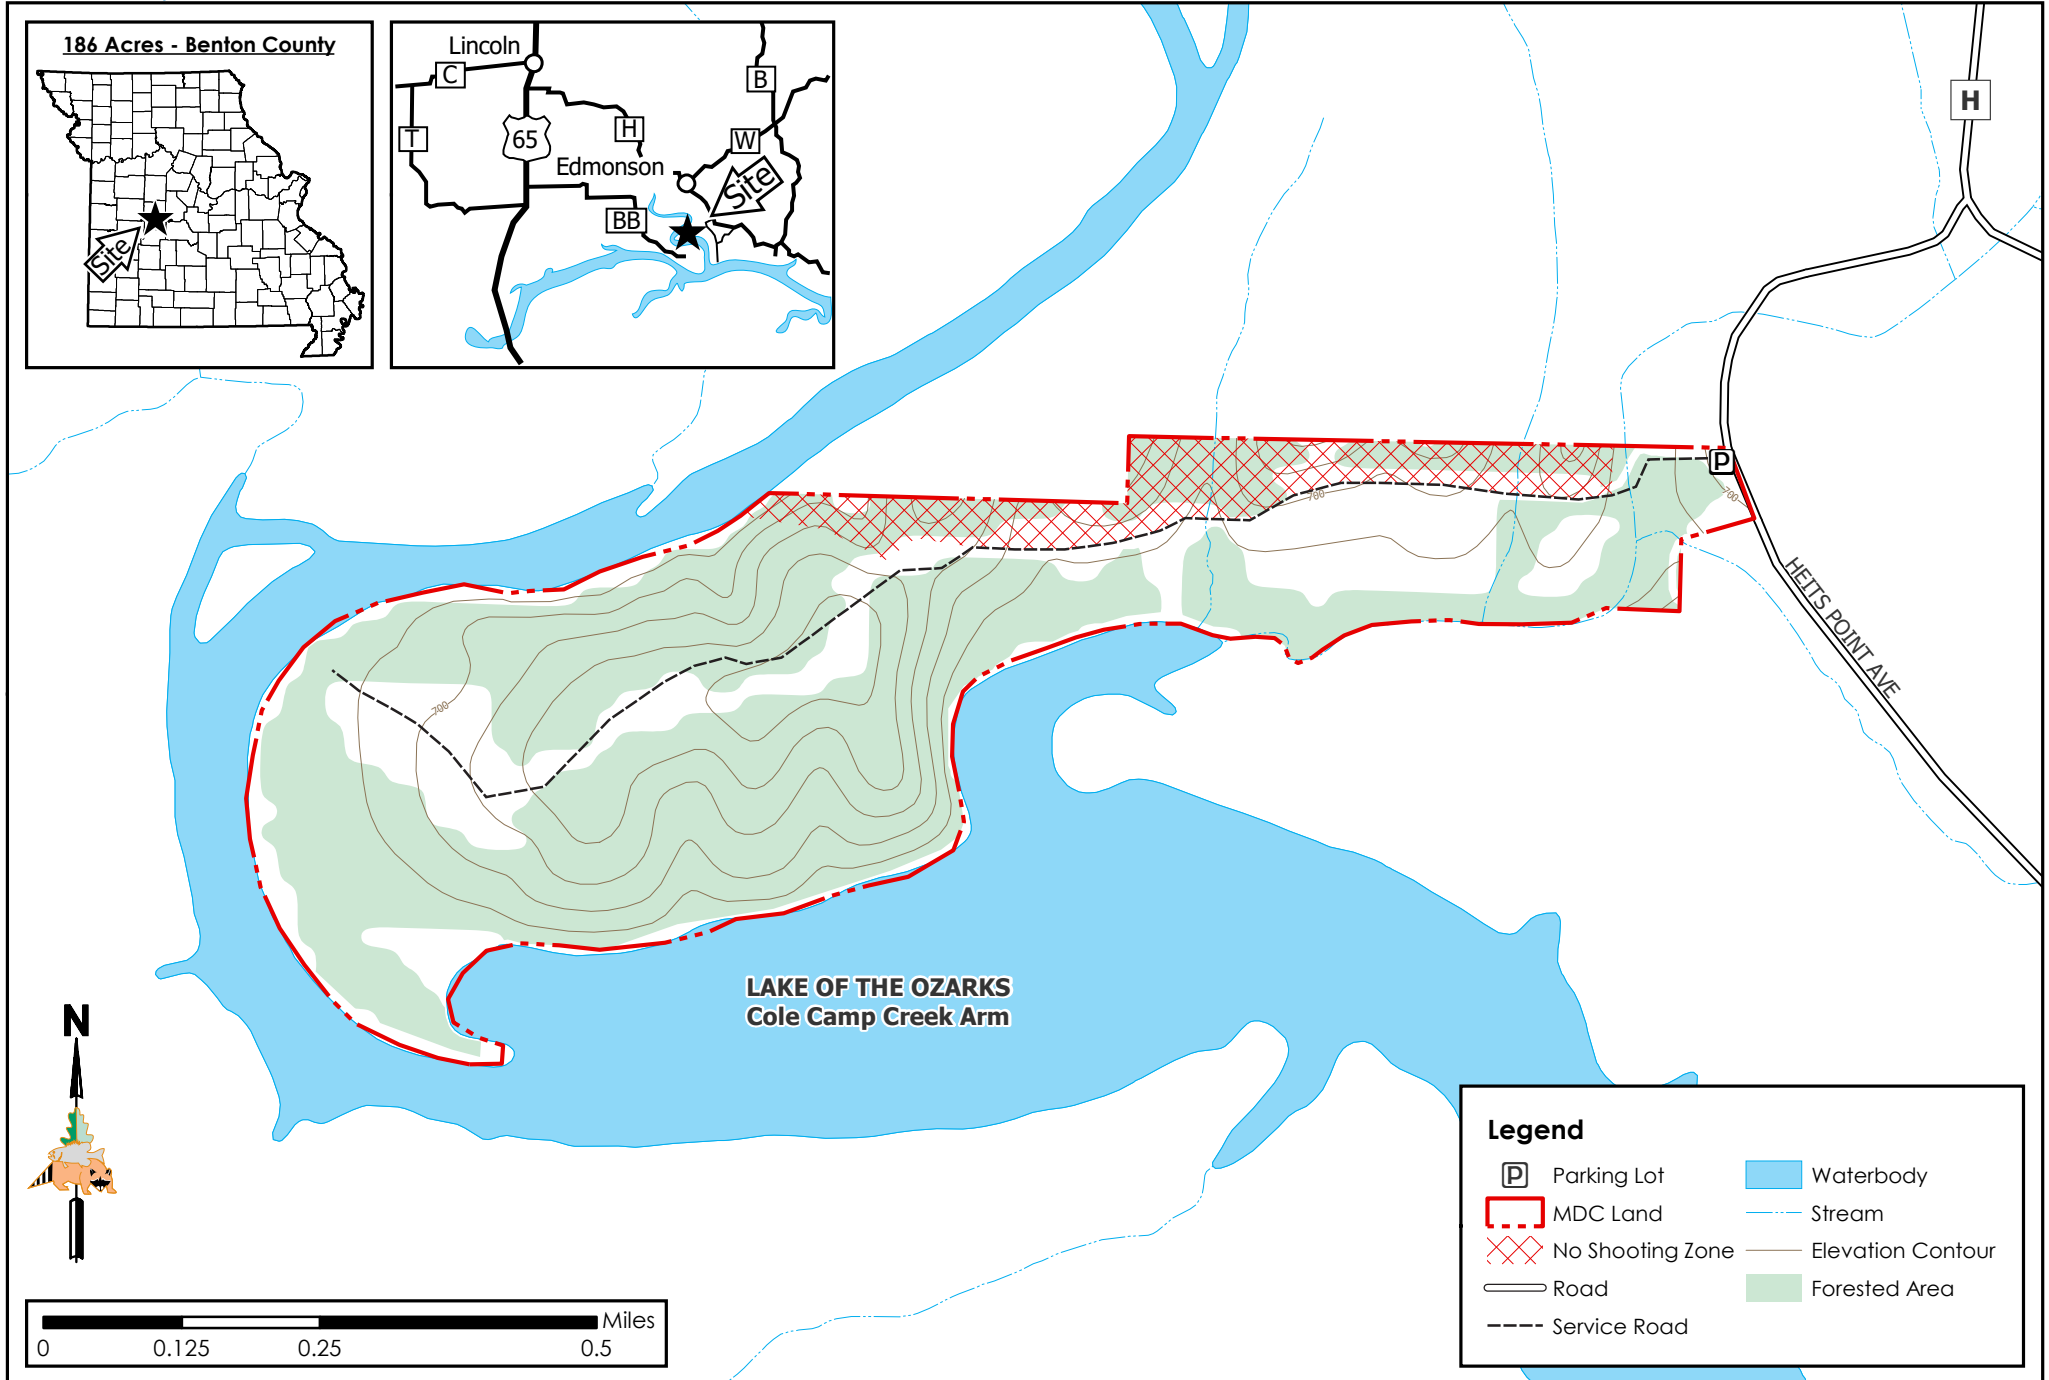 186 Acres - Benton County
Site
Lincoln
C
B
T
65
H
W
Edmonson
Site
BB
H
P
700
700
700
HEITS POINT AVE
LAKE OF THE OZARKS
Cole Camp Creek Arm
N
Legend
P Parking Lot
MDC Land
No Shooting Zone
Road
Service Road
Waterbody
Stream
Elevation Contour
Forested Area
Miles
0 0.125 0.25 0.5